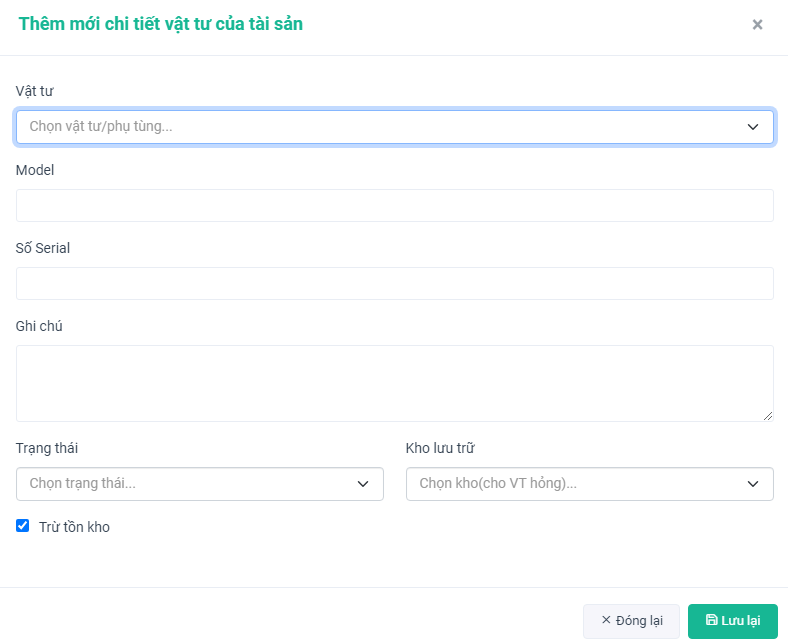 Thêm mới chi tiết vật tư của tài sản
Vật tư
Chọn vật tư/phụ tùng...
Model
Số Serial
Ghi chú
Trạng thái
Kho lưu trữ
Chọn trạng thái...
Chọn kho(cho VT hỏng)...
Trừ tồn kho
Đóng lại
Lưu lại